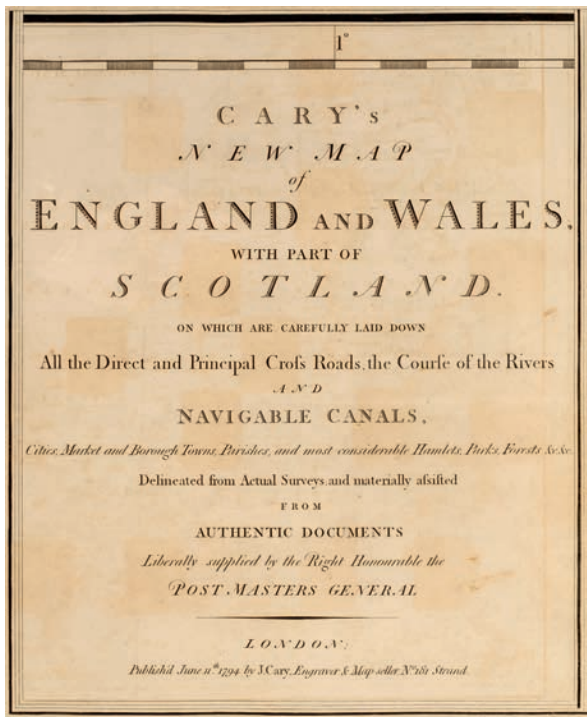 1°
CARY'S
NEW MAP
of
ENGLAND AND WALES,
WITH PART OF
SCOTLAND.
ON WHICH ARE CAREFULLY LAID DOWN
All the Direct and Principal Croſs Roads, the Courſe of the Rivers
AND
NAVIGABLE CANALS,
Cities, Market and Borough Towns, Pariſhes, and most considerable Hamlets, Parks, Forests &c &c.
Delineated from Actual Surveys and materially aſsiſted
FROM
AUTHENTIC DOCUMENTS
Liberally supplied by the Right Honourable the
POST MASTERS GENERAL
LONDON:
Publish'd June 11th 1794 by J. Cary, Engraver & Map-seller No. 181 Strand.